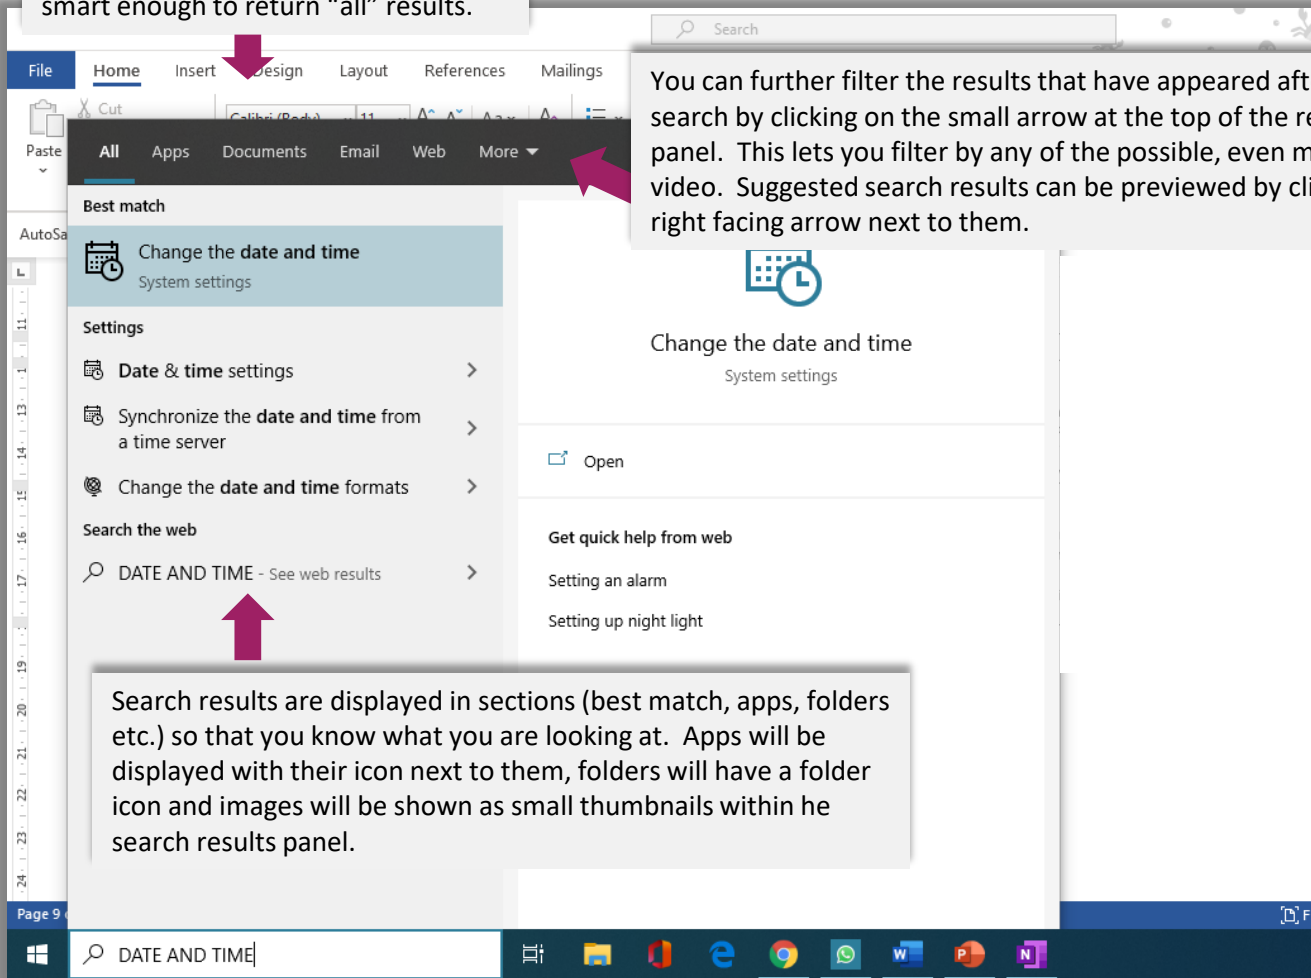 smart enough to return “all” results.
Search
File Home Insert Design Layout References Mailings
You can further filter the results that have appeared
search by clicking on the small arrow at the top of the
panel. This lets you filter by any of the possible, even
video. Suggested search results can be previewed by
right facing arrow next to them.
Cut
Calibri (Body) 11
Paste
All Apps Documents Email Web More
Best match
Change the date and time
System settings
Settings
Date & time settings
Synchronize the date and time from
a time server
Change the date and time formats
Search the web
DATE AND TIME - See web results
Change the date and time
System settings
Open
Get quick help from web
Setting an alarm
Setting up night light
Search results are displayed in sections (best match, apps, folders
etc.) so that you know what you are looking at. Apps will be
displayed with their icon next to them, folders will have a folder
icon and images will be shown as small thumbnails within he
search results panel.
Page 9
DATE AND TIME